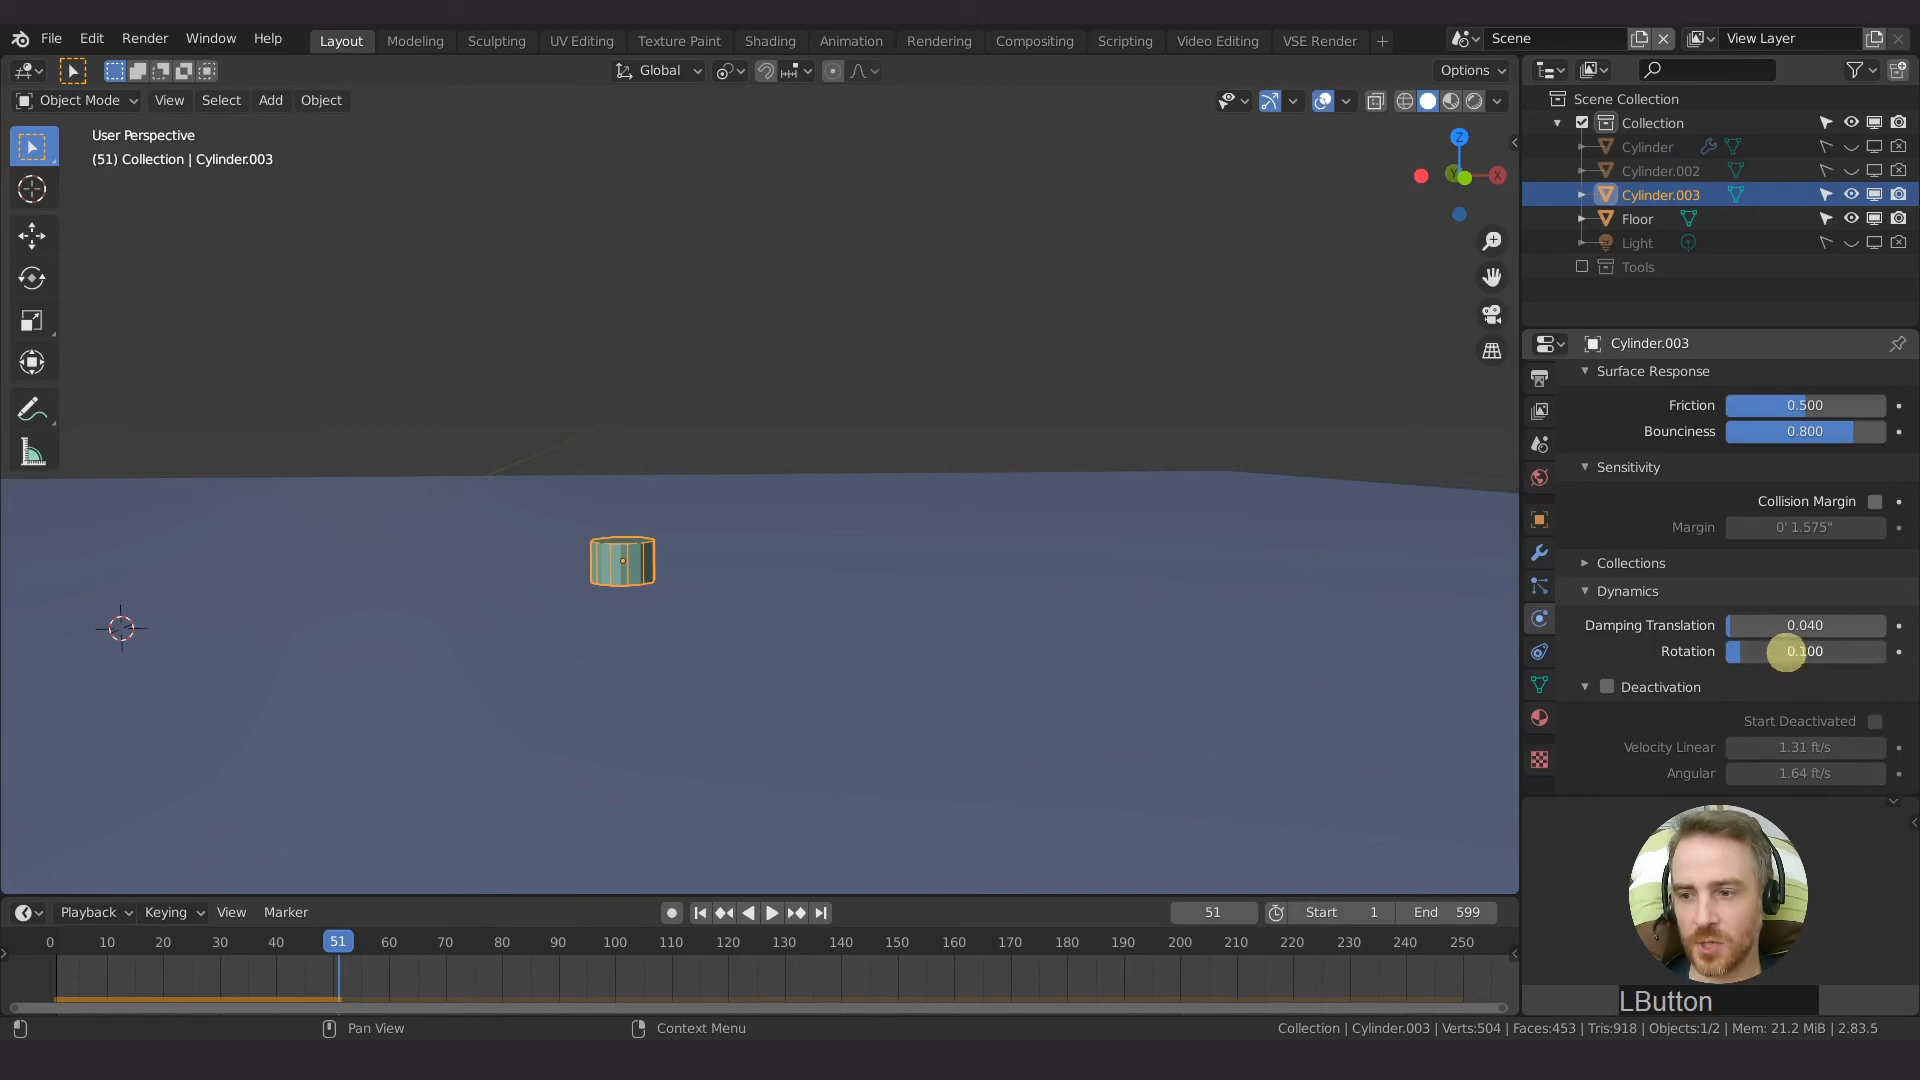 File Edit Render Window Help Layout Modeling Sculpting UV Editing Texture Paint Shading Animation Rendering Compositing Scripting Video Editing VSE Render + Scene View Layer
Global Options
Object Mode View Select Add Object
User Perspective
(51) Collection | Cylinder.003
Z
Y
X
Scene Collection
Collection
Cylinder
Cylinder.002
Cylinder.003
Floor
Light
Tools
Cylinder.003
Surface Response
Friction 0.500
Bounciness 0.800
Sensitivity
Collision Margin
Margin 0' 1.575"
Collections
Dynamics
Damping Translation 0.040
Rotation 0.100
Deactivation
Start Deactivated
Velocity Linear 1.31 ft/s
Angular 1.64 ft/s
Playback Keying View Marker 51 Start 1 End 599
0 10 20 30 40 51 60 70 80 90 100 110 120 130 140 150 160 170 180 190 200 210 220 230 240 250
LButton
Pan View Context Menu Collection | Cylinder.003 | Verts:504 | Faces:453 | Tris:918 | Objects:1/2 | Mem: 21.2 MiB | 2.83.5